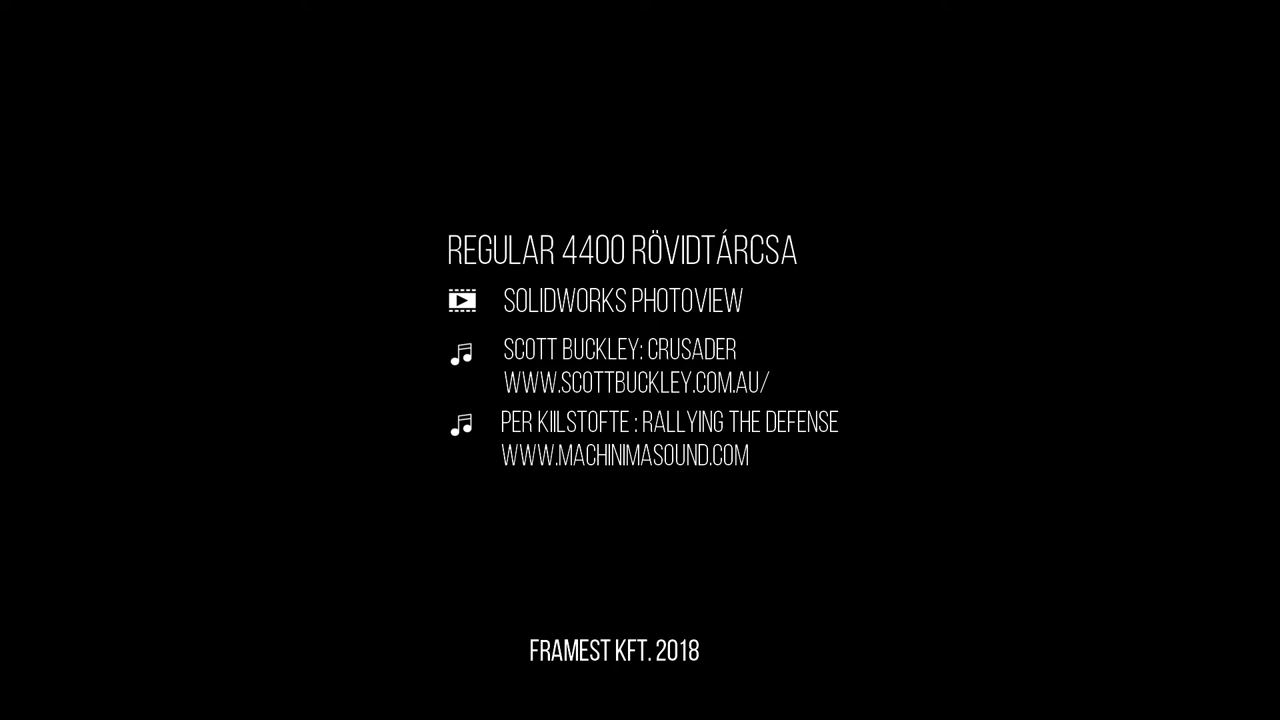 REGULAR 4400 RÖVIDTÁRCSA
SOLIDWORKS PHOTOVIEW
SCOTT BUCKLEY: CRUSADER
WWW.SCOTTBUCKLEY.COM.AU/
PER KIILSTOFTE : RALLYING THE DEFENSE
WWW.MACHINIMASOUND.COM
FRAMEST KFT. 2018